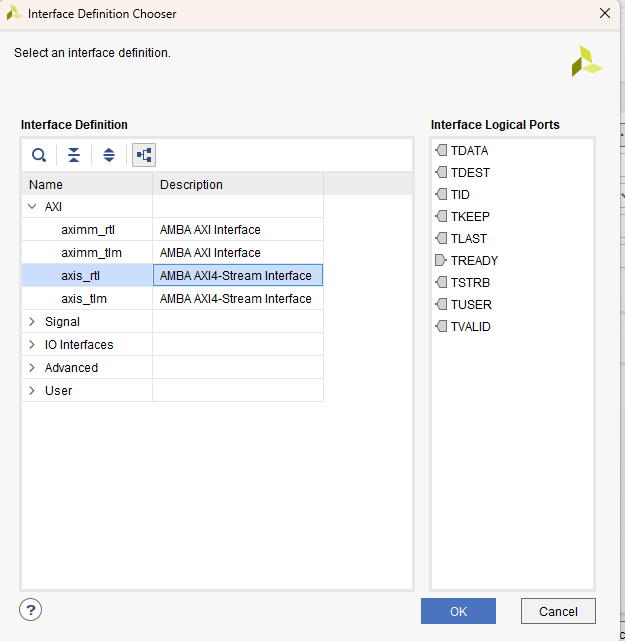 Interface Definition Chooser
Select an interface definition.
Interface Definition
Name Description
AXI
aximm_rtl AMBA AXI Interface
aximm_tlm AMBA AXI Interface
axis_rtl AMBA AXI4-Stream Interface
axis_tlm AMBA AXI4-Stream Interface
Signal
IO Interfaces
Advanced
User
Interface Logical Ports
TDATA
TDEST
TID
TKEEP
TLAST
TREADY
TSTRB
TUSER
TVALID
?
OK Cancel